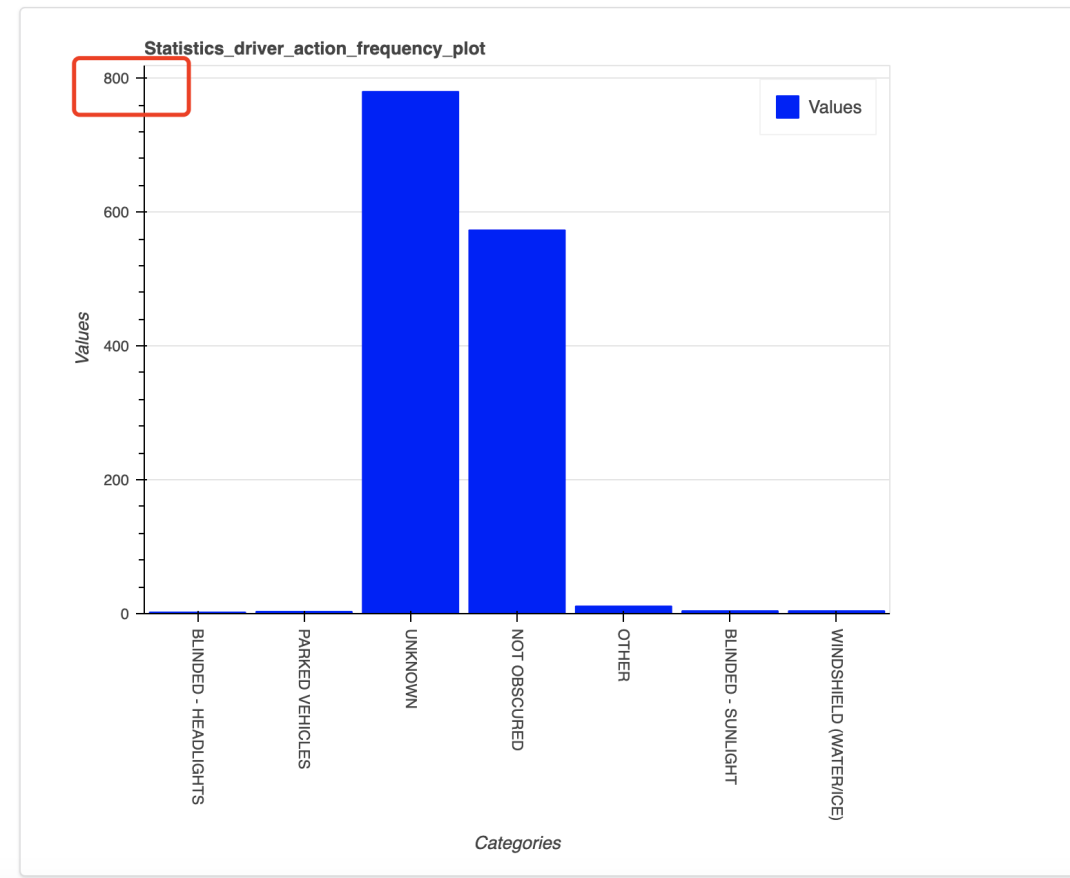 Statistics_driver_action_frequency_plot
800
Values
600
Values
400
200
0
BLINDED - HEADLIGHTS
PARKED VEHICLES
UNKNOWN
NOT OBSCURED
OTHER
BLINDED - SUNLIGHT
WINDSHIELD (WATER/ICE)
Categories